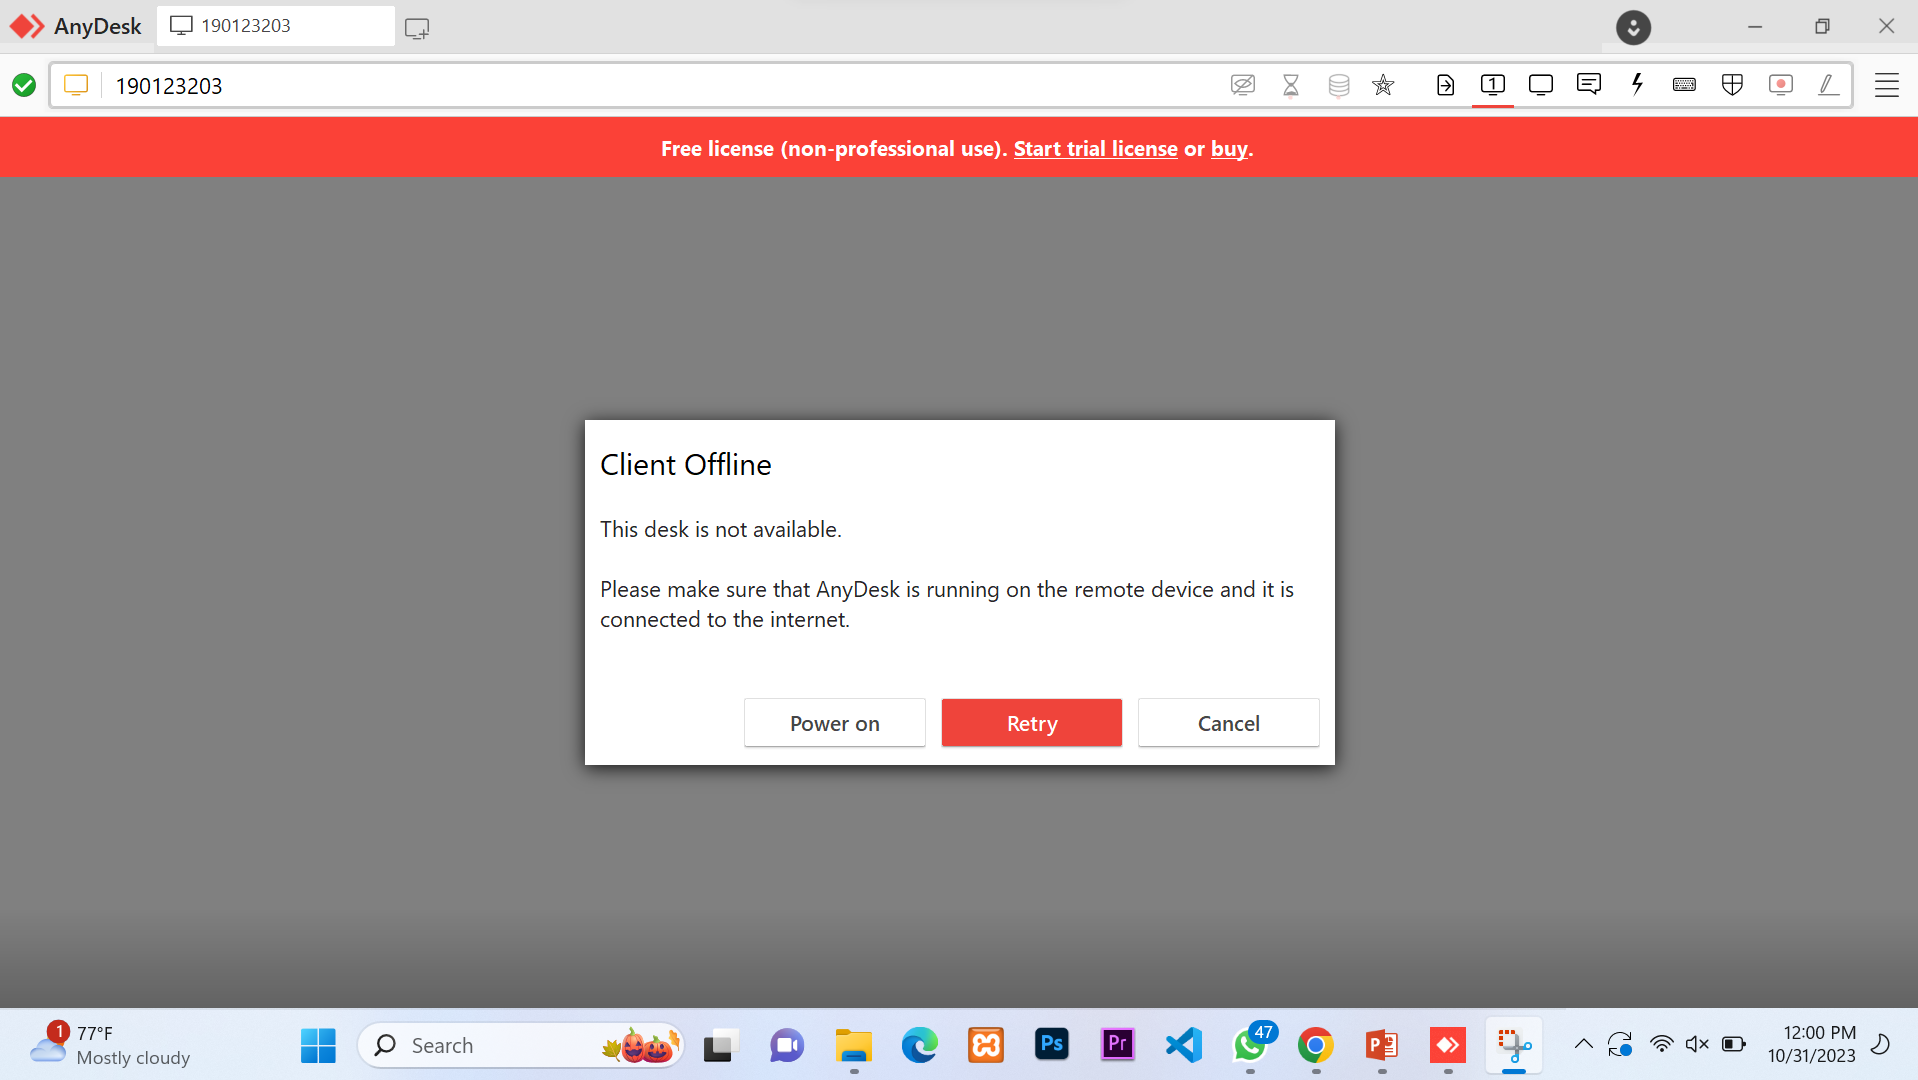 AnyDesk
190123203
190123203
1
Free license (non-professional use). Start trial license or buy.
Client Offline
This desk is not available.
Please make sure that AnyDesk is running on the remote device and it is
connected to the internet.
Power on
Retry
Cancel
1
77°F
Mostly cloudy
Search
Ps
Pr
47
P
12:00 PM
10/31/2023